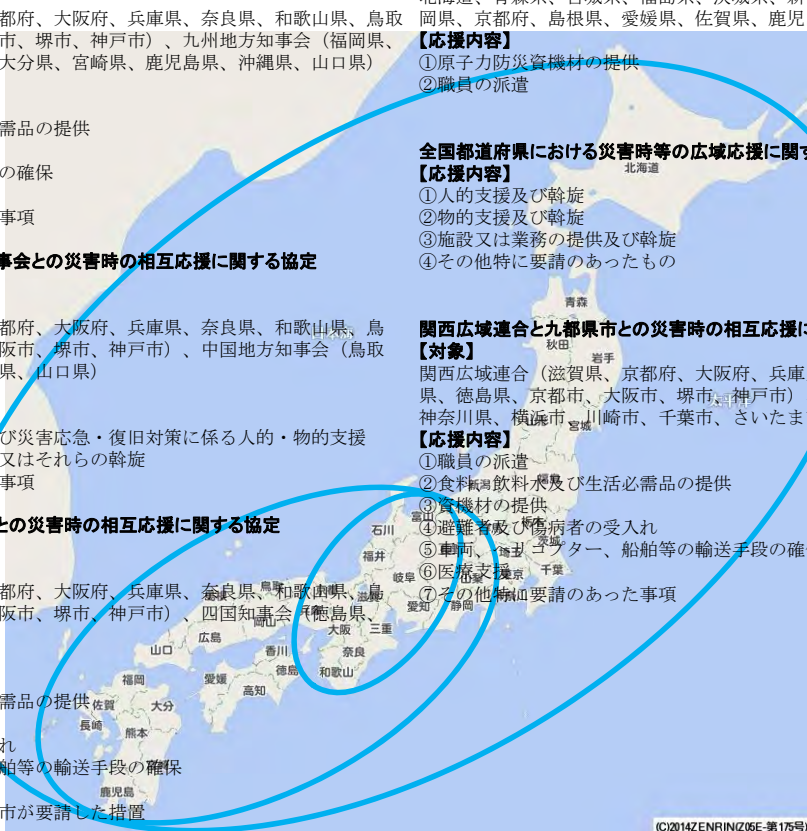 都府、大阪府、兵庫県、奈良県、和歌山県、鳥取
市、堺市、神戸市）、九州地方知事会（福岡県、
大分県、宮崎県、鹿児島県、沖縄県、山口県）
需品の提供
の確保
事項
事会との災害時の相互応援に関する協定
都府、大阪府、兵庫県、奈良県、和歌山県、鳥
阪市、堺市、神戸市）、中国地方知事会（鳥取
県、山口県）
び災害応急・復旧対策に係る人的・物的支援
又はそれらの斡旋
事項
との災害時の相互応援に関する協定
都府、大阪府、兵庫県、奈良県、和歌山県、鳥
阪市、堺市、神戸市）、四国知事会（徳島県、
需品の提供
れ
舶等の輸送手段の確保
市が要請した措置
岡県、京都府、島根県、愛媛県、佐賀県、鹿児
【応援内容】
①原子力防災資機材の提供
②職員の派遣
全国都道府県における災害時等の広域応援に関す
【応援内容】
①人的支援及び斡旋
②物的支援及び斡旋
③施設又は業務の提供及び斡旋
④その他特に要請のあったもの
関西広域連合と九都県市との災害時の相互応援に
【対象】
関西広域連合（滋賀県、京都府、大阪府、兵庫
県、徳島県、京都市、大阪市、堺市、神戸市）
神奈川県、横浜市、川崎市、千葉市、さいたま
【応援内容】
①職員の派遣
②食料、飲料水及び生活必需品の提供
③資機材の提供
④避難者及び傷病者の受入れ
⑤車両、ヘリコプター、船舶等の輸送手段の確
⑥医療支援
⑦その他特に要請のあった事項
北海道
青森
秋田
岩手
宮城
石川
富山
福井
岐阜
千葉
愛知
静岡
大阪
三重
奈良
和歌山
岡山
広島
山口
香川
徳島
愛媛
高知
福岡
佐賀
大分
長崎
熊本
鹿児島
(C)2014ZENRIN(Z05E-第175号)